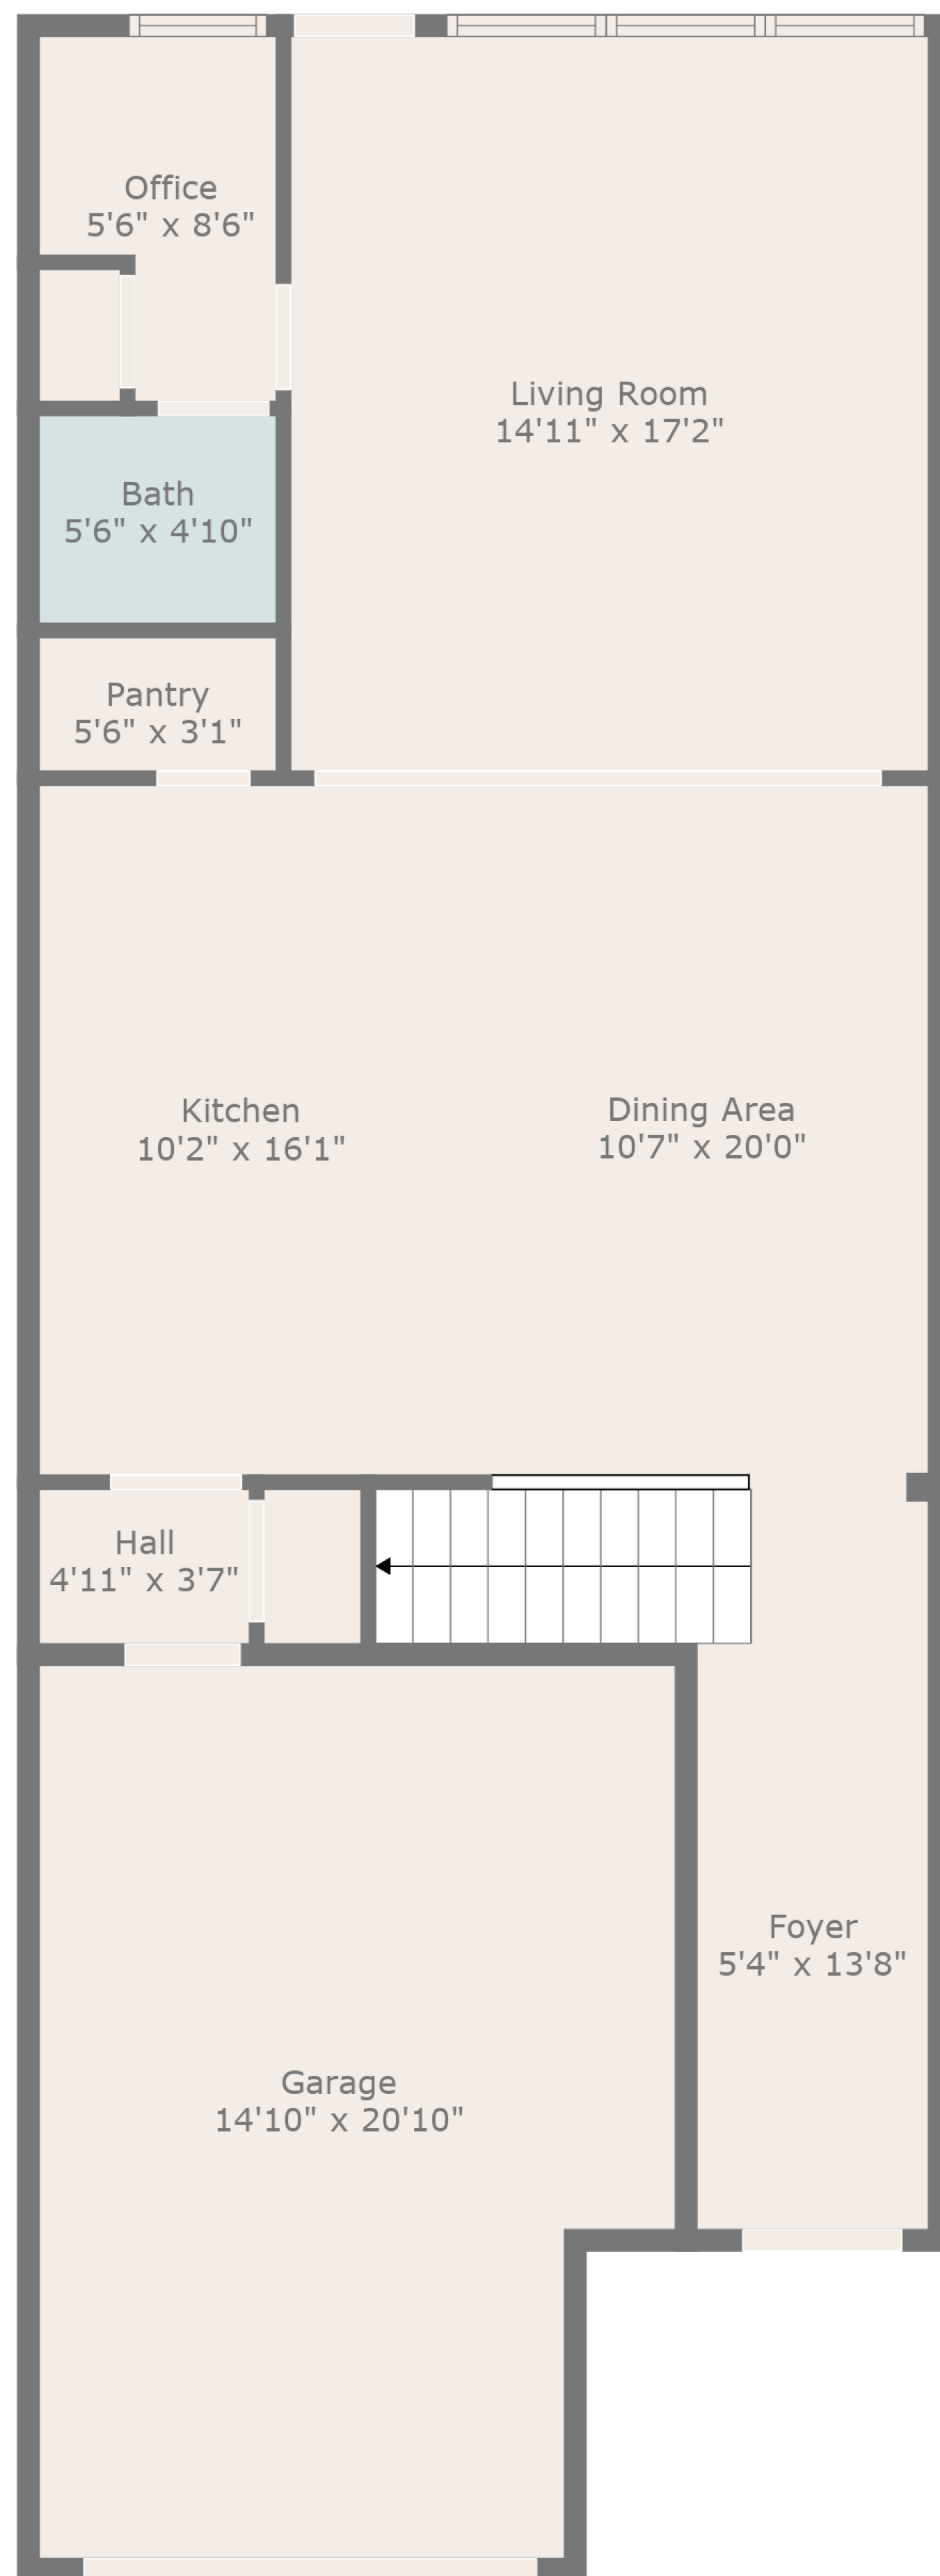 Office
5'6" x 8'6"
Living Room
14'11" x 17'2"
Bath
5'6" x 4'10"
Pantry
5'6" x 3'1"
Kitchen
10'2" x 16'1"
Dining Area
10'7" x 20'0"
Hall
4'11" x 3'7"
Foyer
5'4" x 13'8"
Garage
14'10" x 20'10"